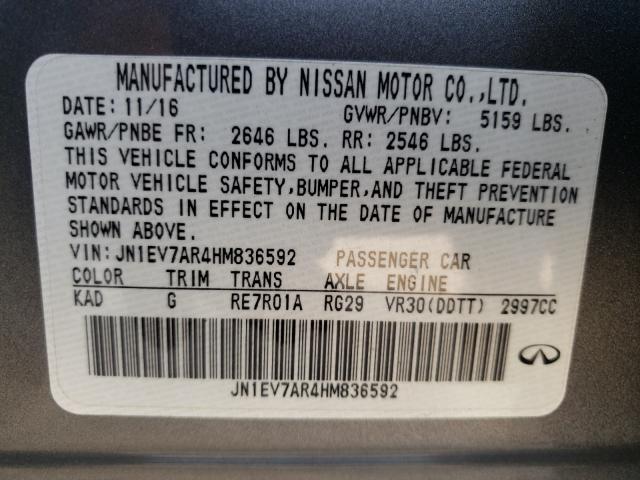 MANUFACTURED BY NISSAN MOTOR CO.,LTD.
DATE: 11/16 GVWR/PNBV: 5159 LBS.
GAWR/PNBE FR: 2646 LBS. RR: 2546 LBS.
THIS VEHICLE CONFORMS TO ALL APPLICABLE FEDERAL
MOTOR VEHICLE SAFETY,BUMPER,AND THEFT PREVENTION
STANDARDS IN EFFECT ON THE DATE OF MANUFACTURE
SHOWN ABOVE.
VIN: JN1EV7AR4HM836592 PASSENGER CAR
COLOR TRIM TRANS AXLE ENGINE
KAD G RE7R01A RG29 VR30(DDTT) 2997CC
JN1EV7AR4HM836592